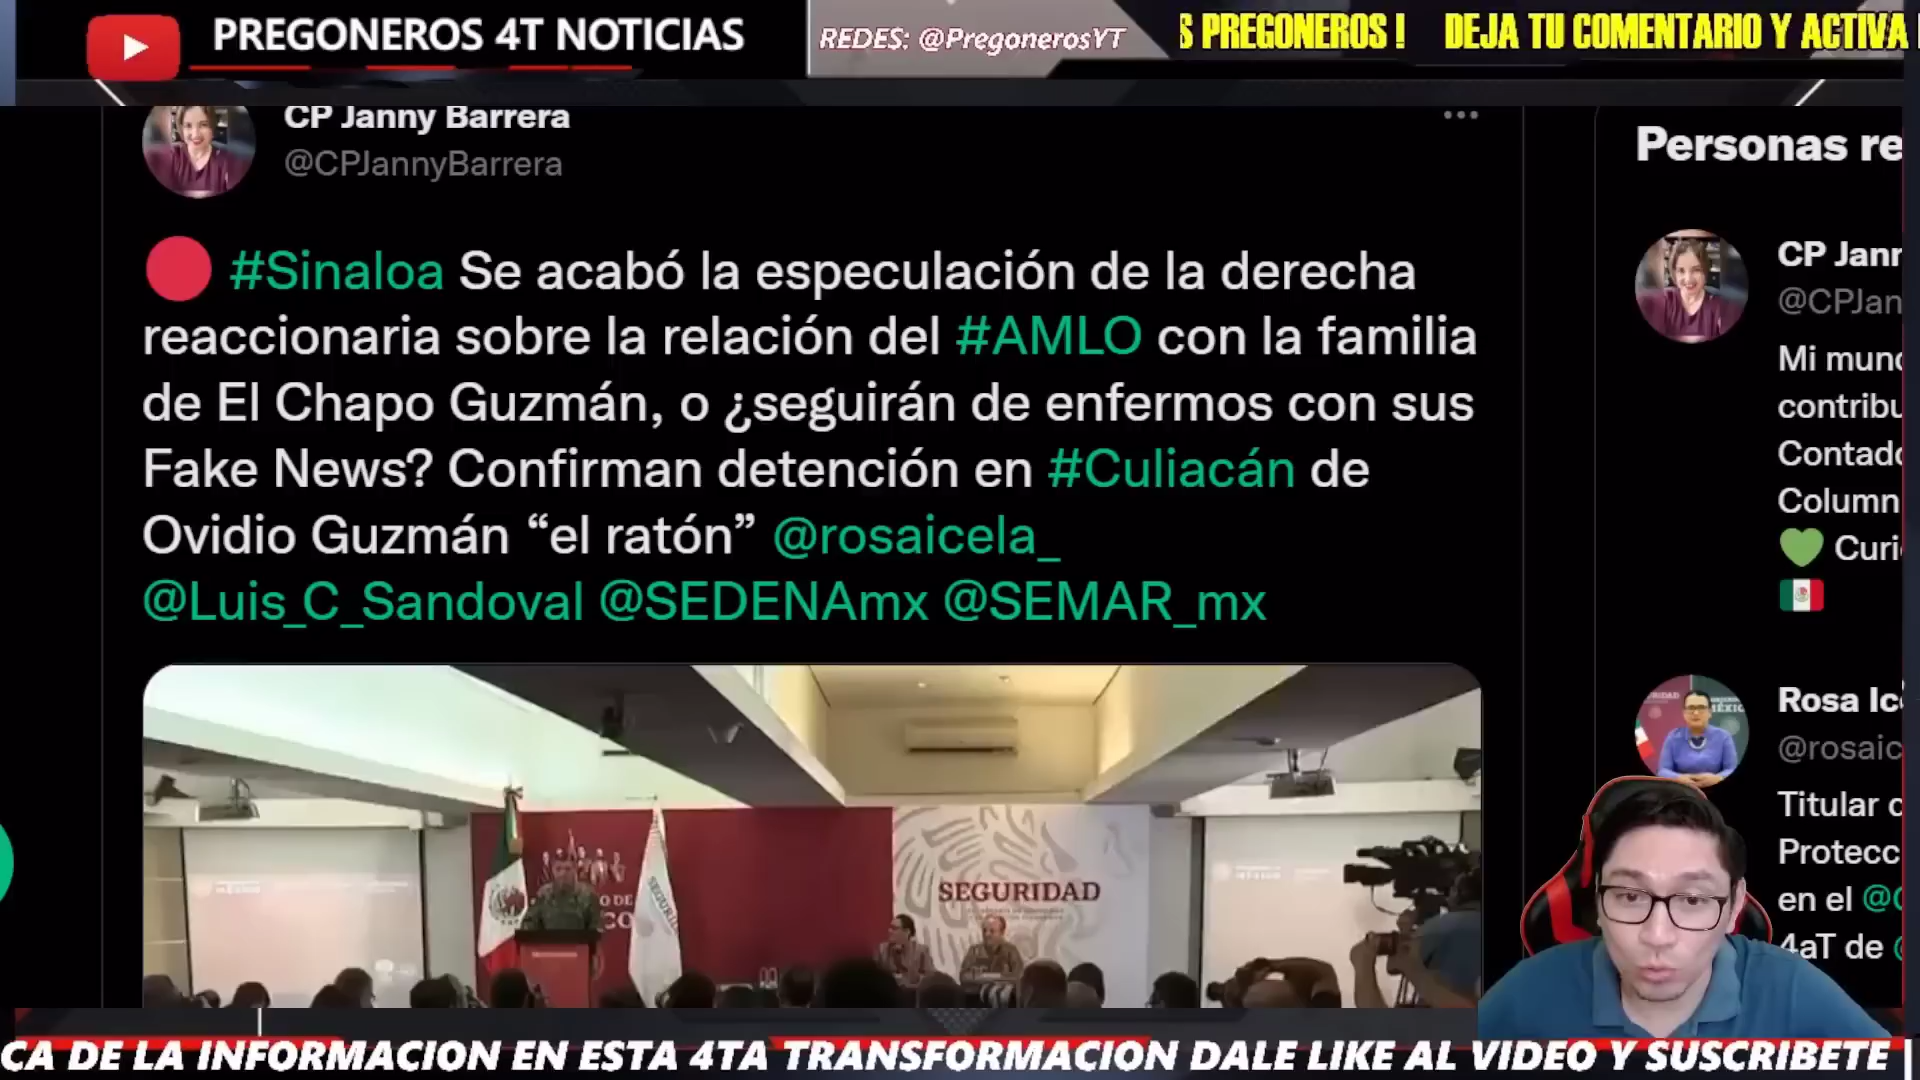 PREGONEROS 4T NOTICIAS
REDES: @PregonerosYT
S PREGONEROS ! DEJA TU COMENTARIO Y ACTIVA
CP Janny Barrera
@CPJannyBarrera
#Sinaloa Se acabó la especulación de la derecha
reaccionaria sobre la relación del #AMLO con la familia
de El Chapo Guzmán, o ¿seguirán de enfermos con sus
Fake News? Confirman detención en #Culiacán de
Ovidio Guzmán “el ratón” @rosaicela_
@Luis_C_Sandoval @SEDENAmx @SEMAR_mx
SEGURIDAD
Personas re
CP Jann
@CPJan
Mi mund
contribu
Contado
Column
Curi
Rosa Ic
@rosaic
Titular d
Protecc
en el @
4aT de
CA DE LA INFORMACION EN ESTA 4TA TRANSFORMACION DALE LIKE AL VIDEO Y SUSCRIBETE